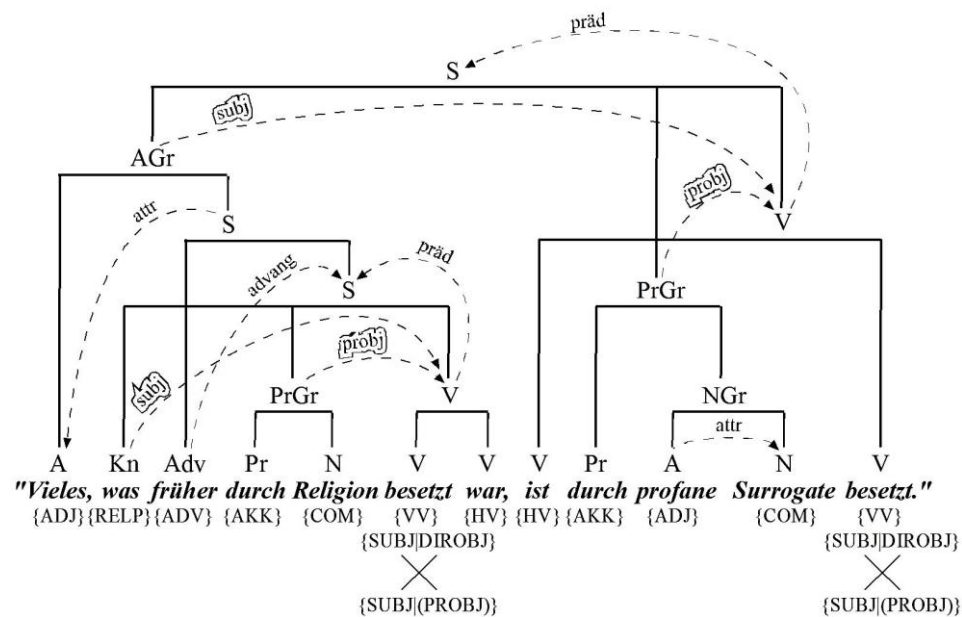 präd
S
subj
AGr
probj
attr
S
V
advang
präd
S
PrGr
probj
subj
PrGr
V
NGr
attr
A Kn Adv Pr N V V V Pr A N V
"Vieles, was früher durch Religion besetzt war, ist durch profane Surrogate besetzt."
{ADJ} {RELP} {ADV} {AKK} {COM} {VV} {HV} {HV} {AKK} {ADJ} {COM} {VV}
{SUBJ|DIROBJ} {SUBJ|DIROBJ}
{SUBJ|(PROBJ)} {SUBJ|(PROBJ)}